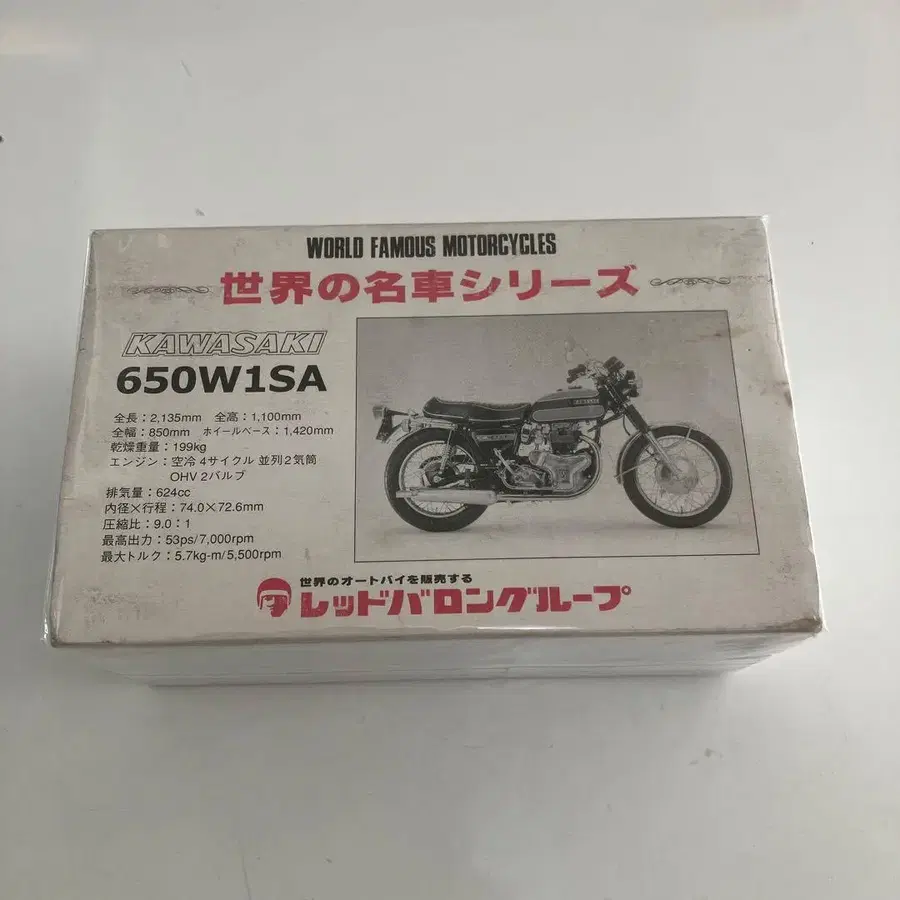 WORLD FAMOUS MOTORCYCLES
世界の名車シリーズ
KAWASAKI
650W1SA
全長：2,135mm 全高：1,100mm
全幅：850mm ホイールベース：1,420mm
乾燥重量：199kg
エンジン：空冷 4サイクル 並列2気筒
OHV 2バルブ
排気量：624cc
内径×行程：74.0×72.6mm
圧縮比：9.0：1
最高出力：53ps/7,000rpm
最大トルク：5.7kg-m/5,500rpm
世界のオートバイを販売する
レッドバロングループ